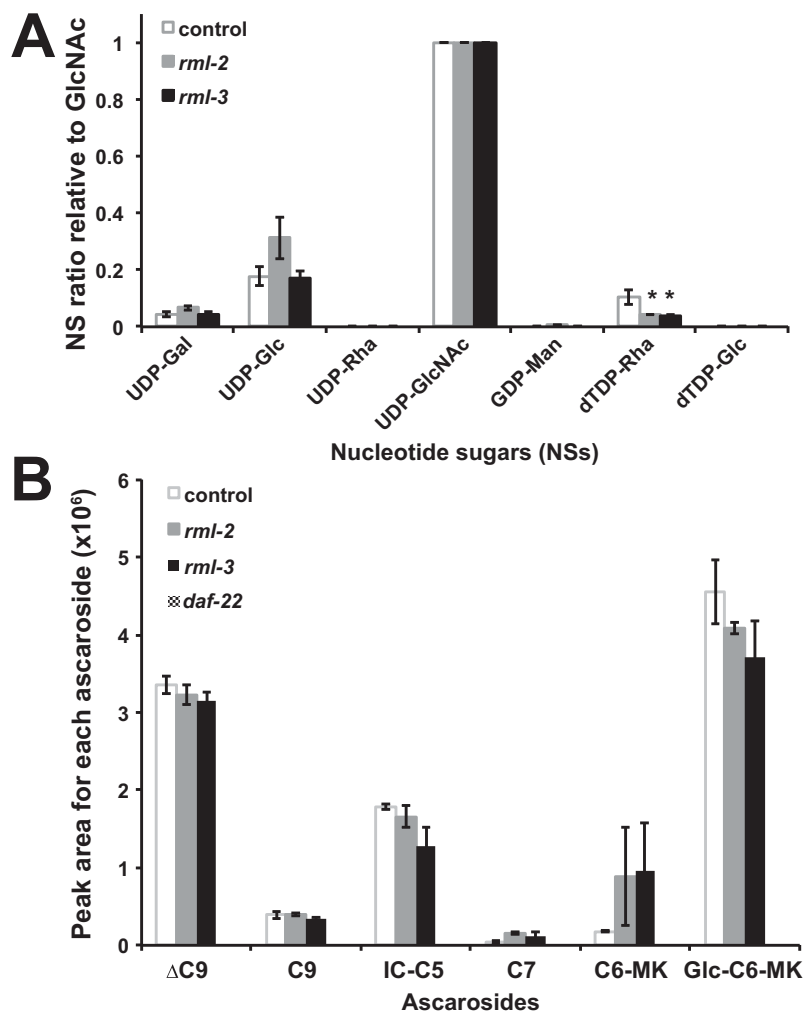 A
NS ratio relative to GlcNAc
control
rml-2
rml-3
1
0.8
0.6
0.4
0.2
0
* *
UDP-Gal
UDP-Glc
UDP-Rha
UDP-GlcNAc
GDP-Man
dTDP-Rha
dTDP-Glc
Nucleotide sugars (NSs)
B
Peak area for each ascaroside (x10⁶)
control
rml-2
rml-3
daf-22
6
5
4
3
2
1
0
ΔC9
C9
IC-C5
C7
C6-MK
Glc-C6-MK
Ascarosides